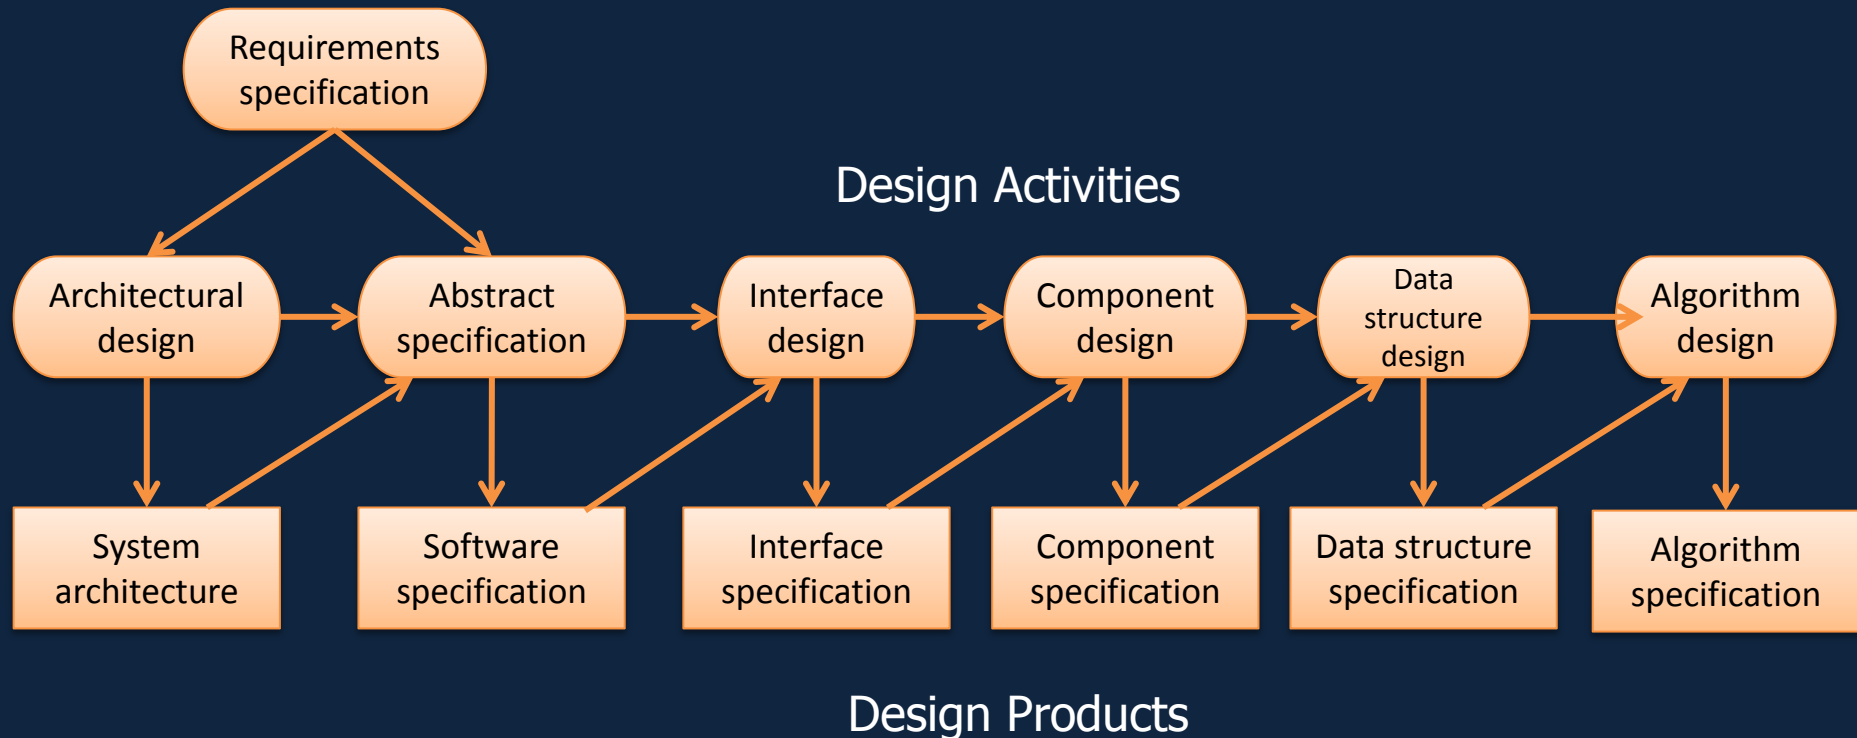 Requirements
specification
Design Activities
Architectural
design
Abstract
specification
Interface
design
Component
design
Data
structure
design
Algorithm
design
System
architecture
Software
specification
Interface
specification
Component
specification
Data structure
specification
Algorithm
specification
Design Products